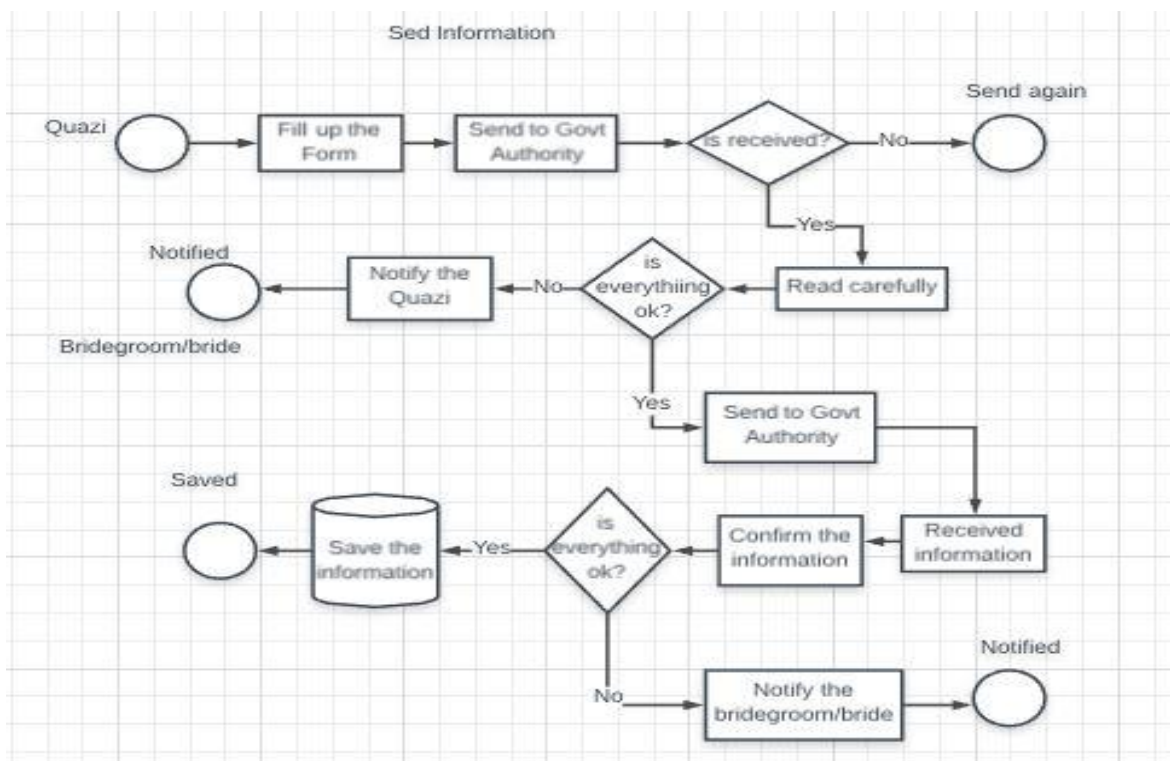 Sed Information
Send again
Quazi
Fill up the
Form
Send to Govt
Authority
is received?
No
Yes
Notified
Notify the
Quazi
No
is
everythiing
ok?
Read carefully
Bridegroom/bride
Yes
Send to Govt
Authority
Saved
Save the
information
Yes
is
everything
ok?
Confirm the
information
Received
information
No
Notify the
bridegroom/bride
Notified